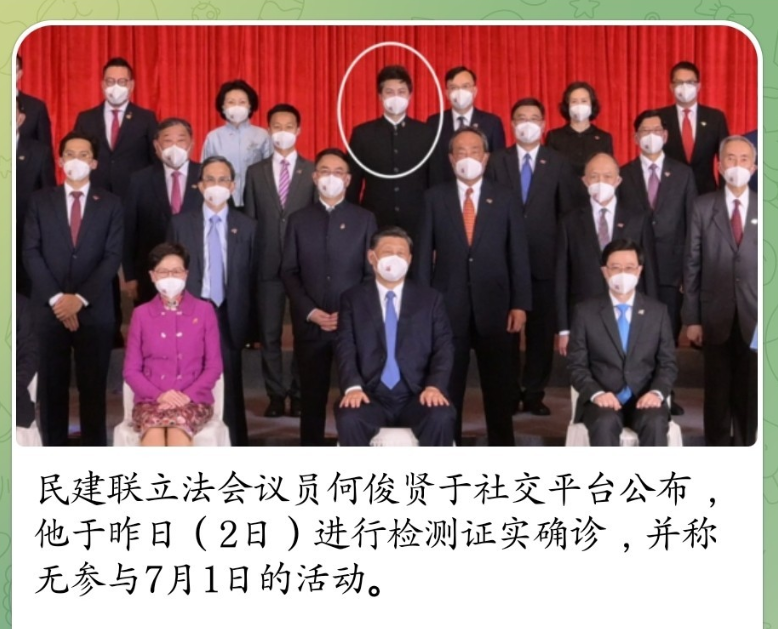 民建联立法会议员何俊贤于社交平台公布，
他于昨日（2日）进行检测证实确诊，并称
无参与7月1日的活动。